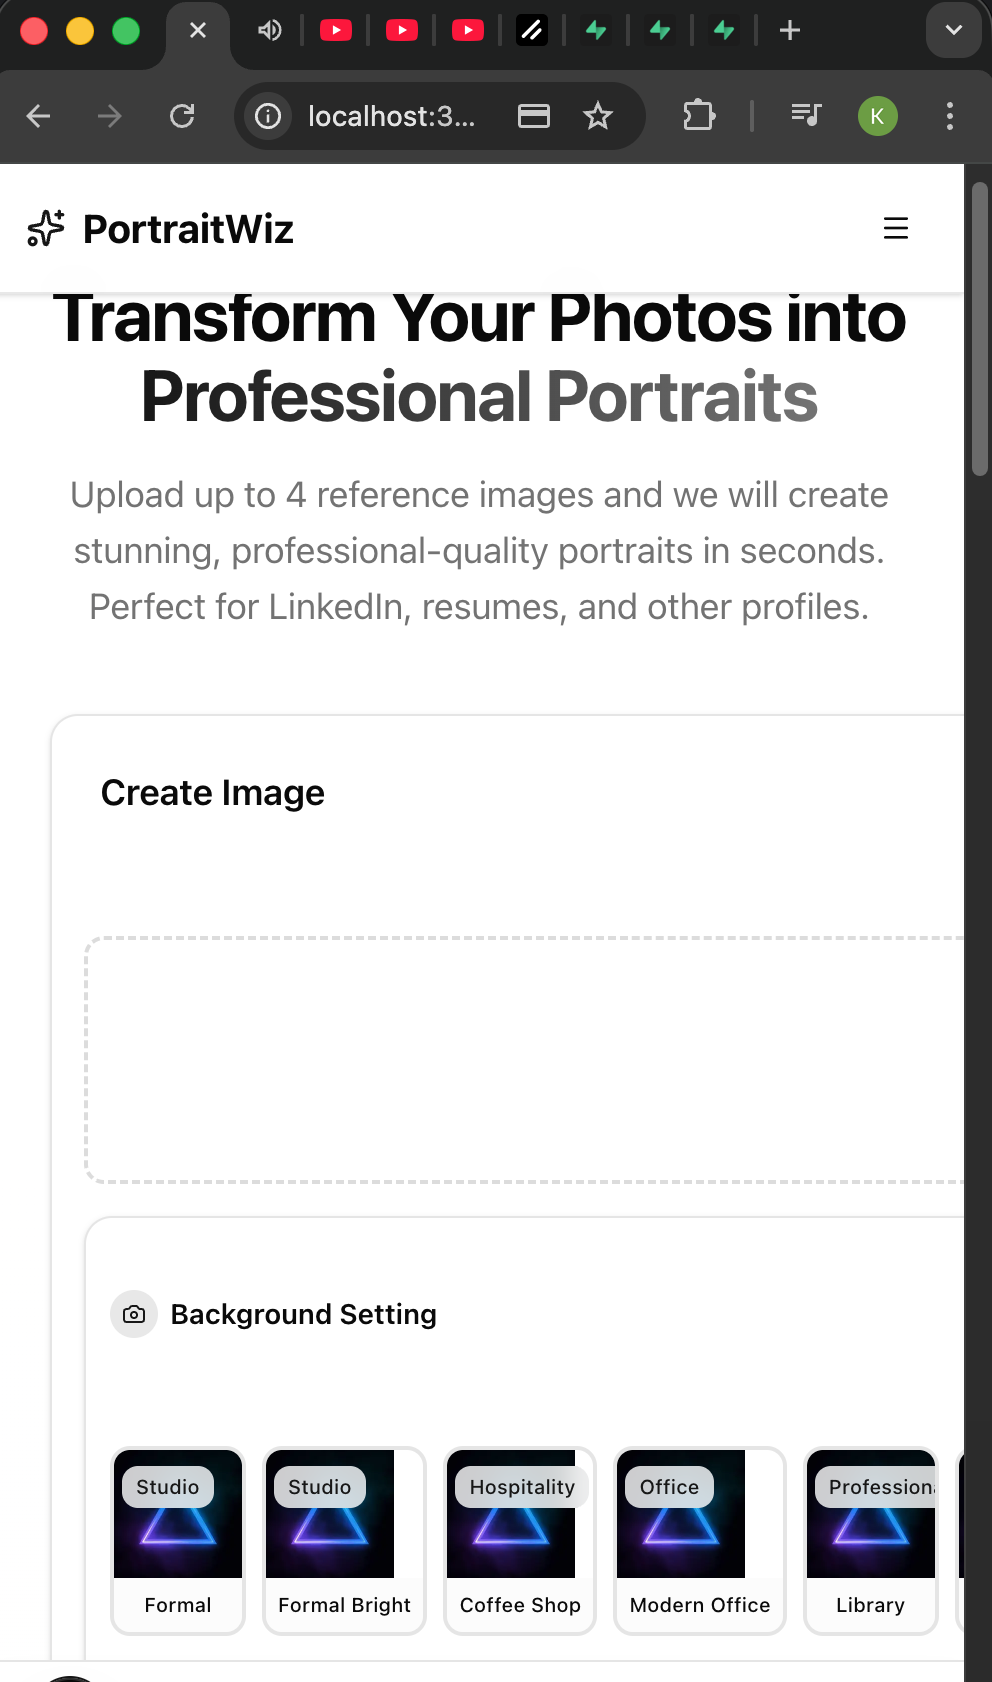 localhost:3...
K
PortraitWiz
Transform Your Photos into
Professional Portraits
Upload up to 4 reference images and we will create
stunning, professional-quality portraits in seconds.
Perfect for LinkedIn, resumes, and other profiles.
Create Image
Background Setting
Studio
Studio
Hospitality
Office
Professiona
Formal
Formal Bright
Coffee Shop
Modern Office
Library